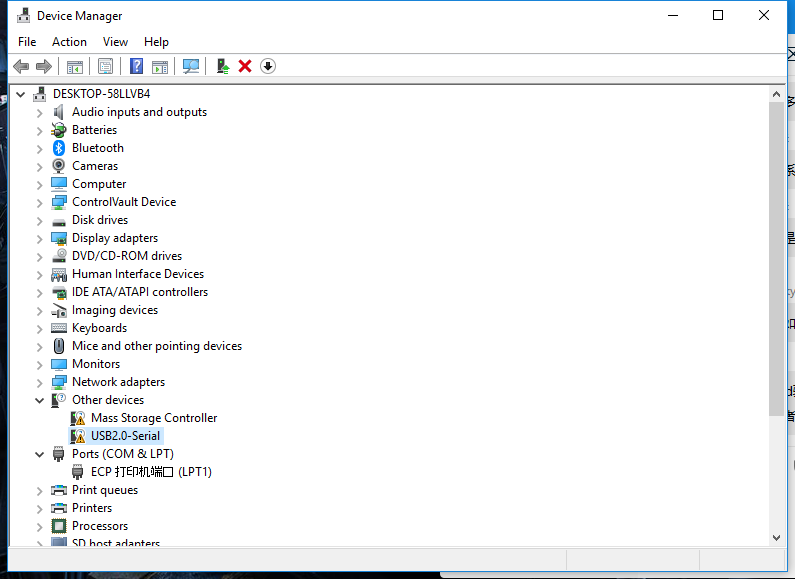 Device Manager
File Action View Help
DESKTOP-58LLVB4
Audio inputs and outputs
Batteries
Bluetooth
Cameras
Computer
ControlVault Device
Disk drives
Display adapters
DVD/CD-ROM drives
Human Interface Devices
IDE ATA/ATAPI controllers
Imaging devices
Keyboards
Mice and other pointing devices
Monitors
Network adapters
Other devices
Mass Storage Controller
USB2.0-Serial
Ports (COM & LPT)
ECP 打印机端口 (LPT1)
Print queues
Printers
Processors
SD host adapters